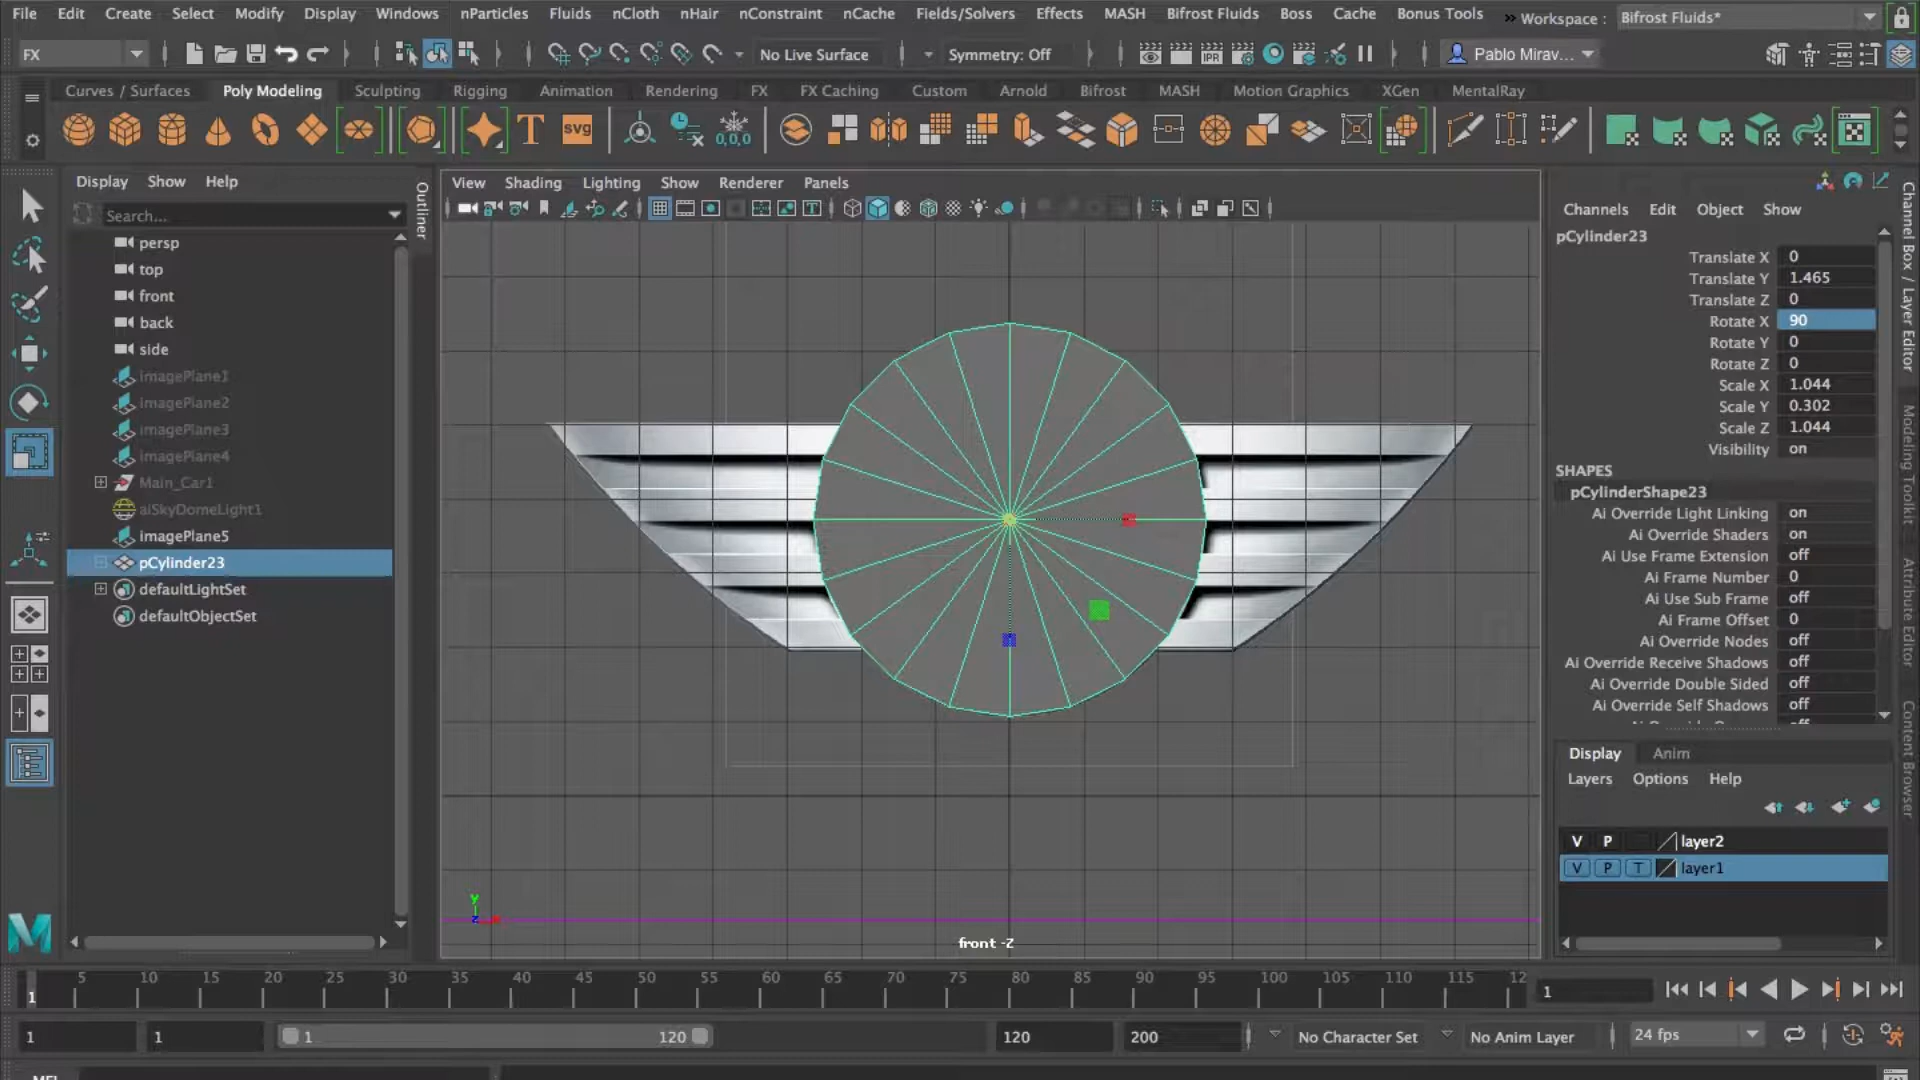 File Edit Create Select Modify Display Windows nParticles Fluids nCloth nHair nConstraint nCache Fields/Solvers Effects MASH Bifrost Fluids Boss Cache Bonus Tools » Workspace : Bifrost Fluids*
FX No Live Surface Symmetry: Off IPR Pablo Mirav...
Curves / Surfaces Poly Modeling Sculpting Rigging Animation Rendering FX FX Caching Custom Arnold Bifrost MASH Motion Graphics XGen MentalRay
T SVG 0,0,0
Display Show Help
Outliner
Search...
persp
top
front
back
side
imagePlane1
imagePlane2
imagePlane3
imagePlane4
Main_Car1
aiSkyDomeLight1
imagePlane5
pCylinder23
defaultLightSet
defaultObjectSet
View Shading Lighting Show Renderer Panels
y
z x
front -Z
Channels Edit Object Show
pCylinder23
Translate X 0
Translate Y 1.465
Translate Z 0
Rotate X 90
Rotate Y 0
Rotate Z 0
Scale X 1.044
Scale Y 0.302
Scale Z 1.044
Visibility on
SHAPES
pCylinderShape23
Ai Override Light Linking on
Ai Override Shaders on
Ai Use Frame Extension off
Ai Frame Number 0
Ai Use Sub Frame off
Ai Frame Offset 0
Ai Override Nodes off
Ai Override Receive Shadows off
Ai Override Double Sided off
Ai Override Self Shadows off
Display Anim
Layers Options Help
V P layer2
V P T layer1
Channel Box / Layer Editor
Modeling Toolkit
Attribute Editor
Content Browser
M
5 10 15 20 25 30 35 40 45 50 55 60 65 70 75 80 85 90 95 100 105 110 115 12
1 1
1 1 1 120 120 200 No Character Set No Anim Layer 24 fps
MEL